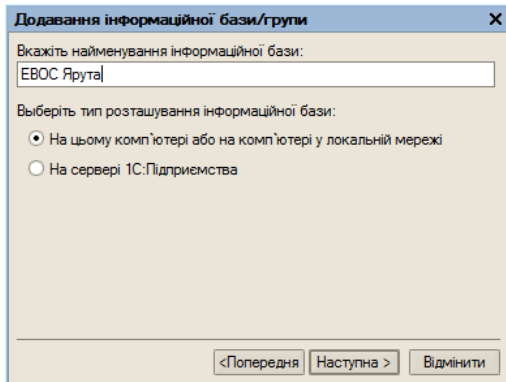 Додавання інформаційної бази/групи
Вкажіть найменування інформаційної бази:
ЕВОС Ярута
Выберіть тип розташування інформаційної бази:
На цьому комп`ютері або на комп`ютері у локальній мережі
На сервері 1С:Підприємства
<Попередня Наступна > Відмінити